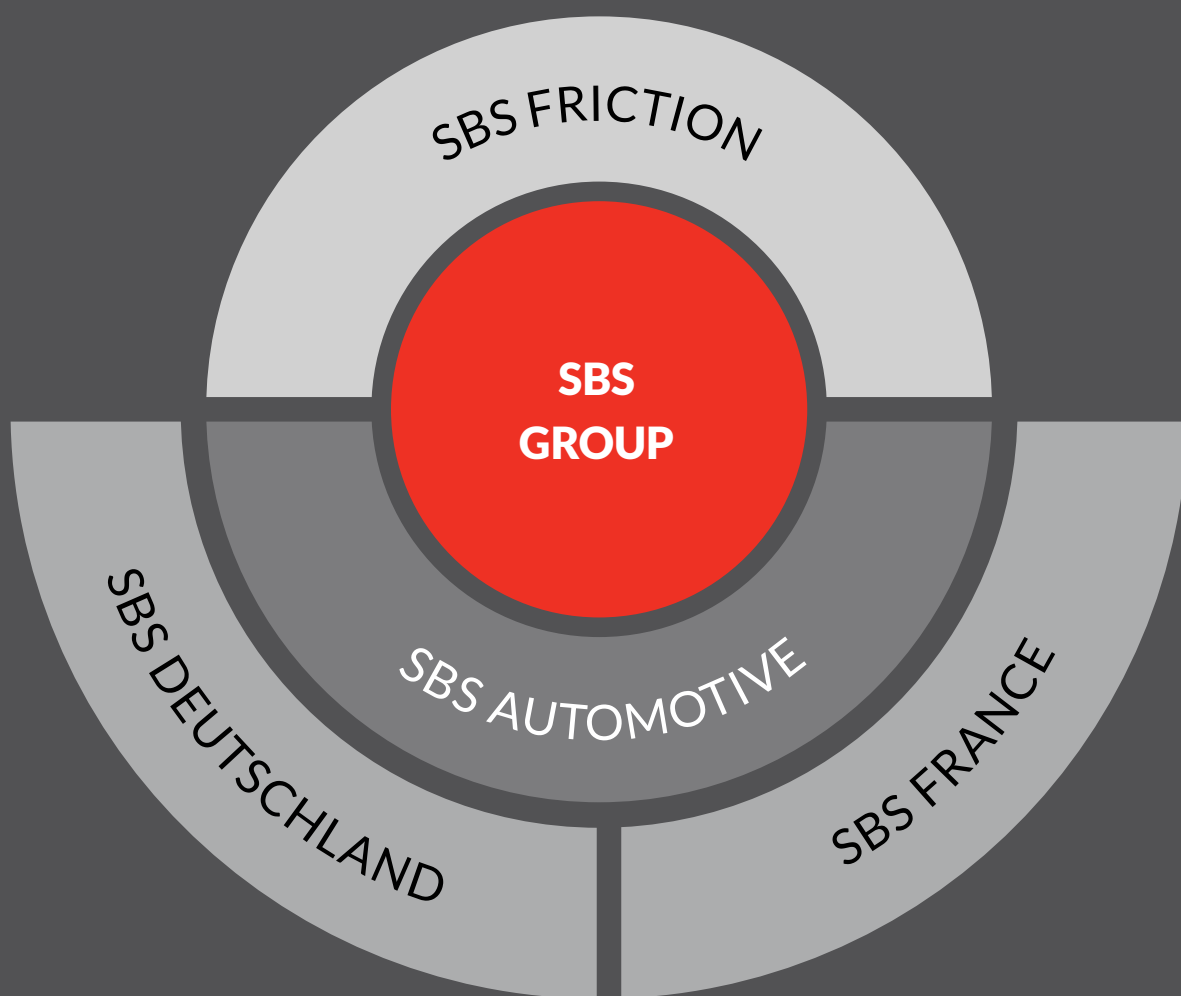 SBS FRICTION
SBS
GROUP
SBS AUTOMOTIVE
SBS DEUTSCHLAND
SBS FRANCE